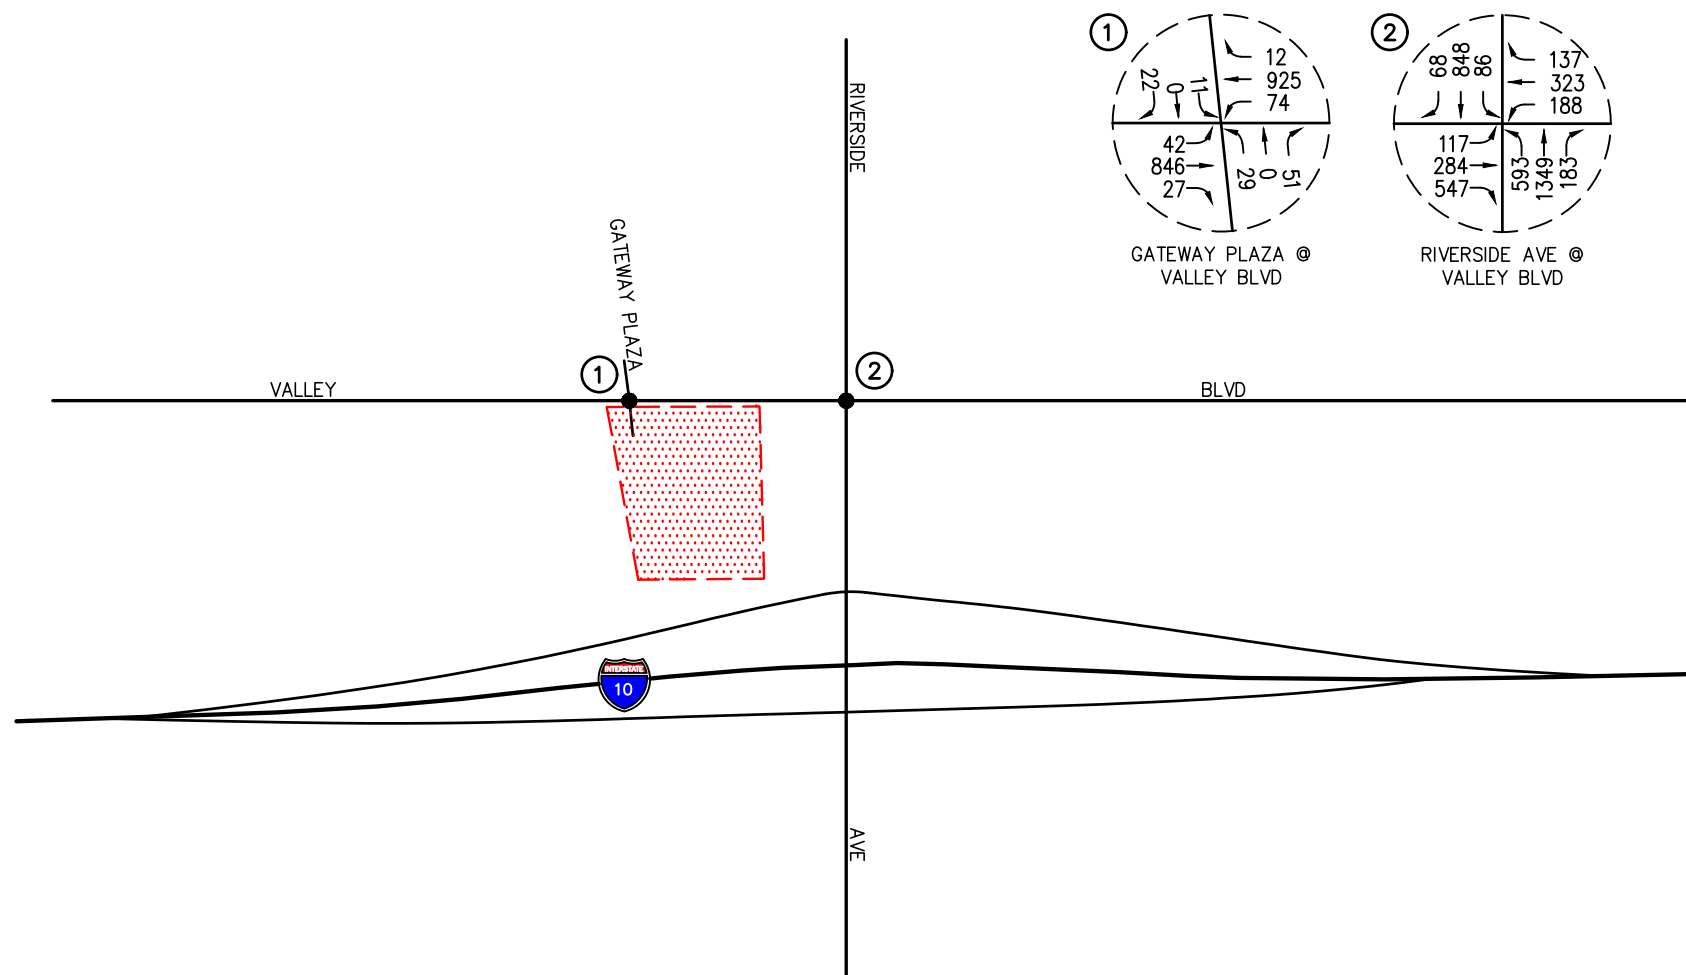 1
12
925
74
22
0
11
42
846
27
29
0
51
GATEWAY PLAZA @
VALLEY BLVD
2
68
848
86
137
323
188
117
284
547
593
1349
183
RIVERSIDE AVE @
VALLEY BLVD
RIVERSIDE
GATEWAY PLAZA
1
2
VALLEY
BLVD
INTERSTATE
10
AVE